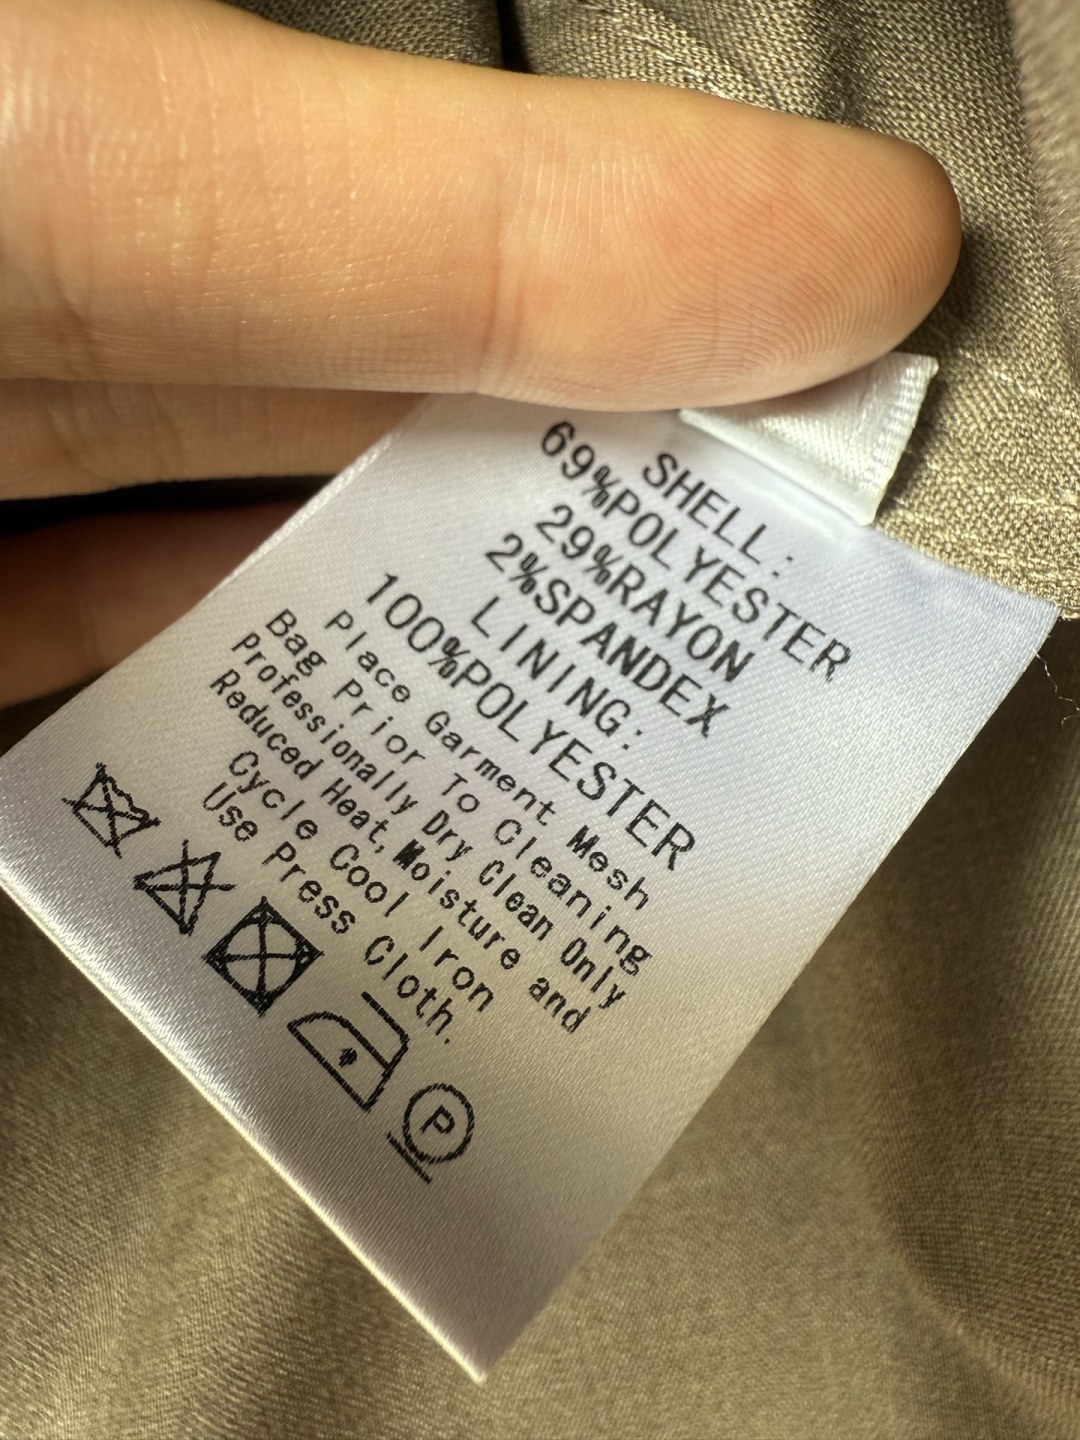 SHELL:
69%POLYESTER
29%RAYON
2%SPANDEX
LINING:
100%POLYESTER
Place Garment Mesh
Bag Prior To Cleaning
Professionally Dry Clean Only
Reduced Heat,Moisture and
Cycle Cool Iron
Use Press Cloth.
P